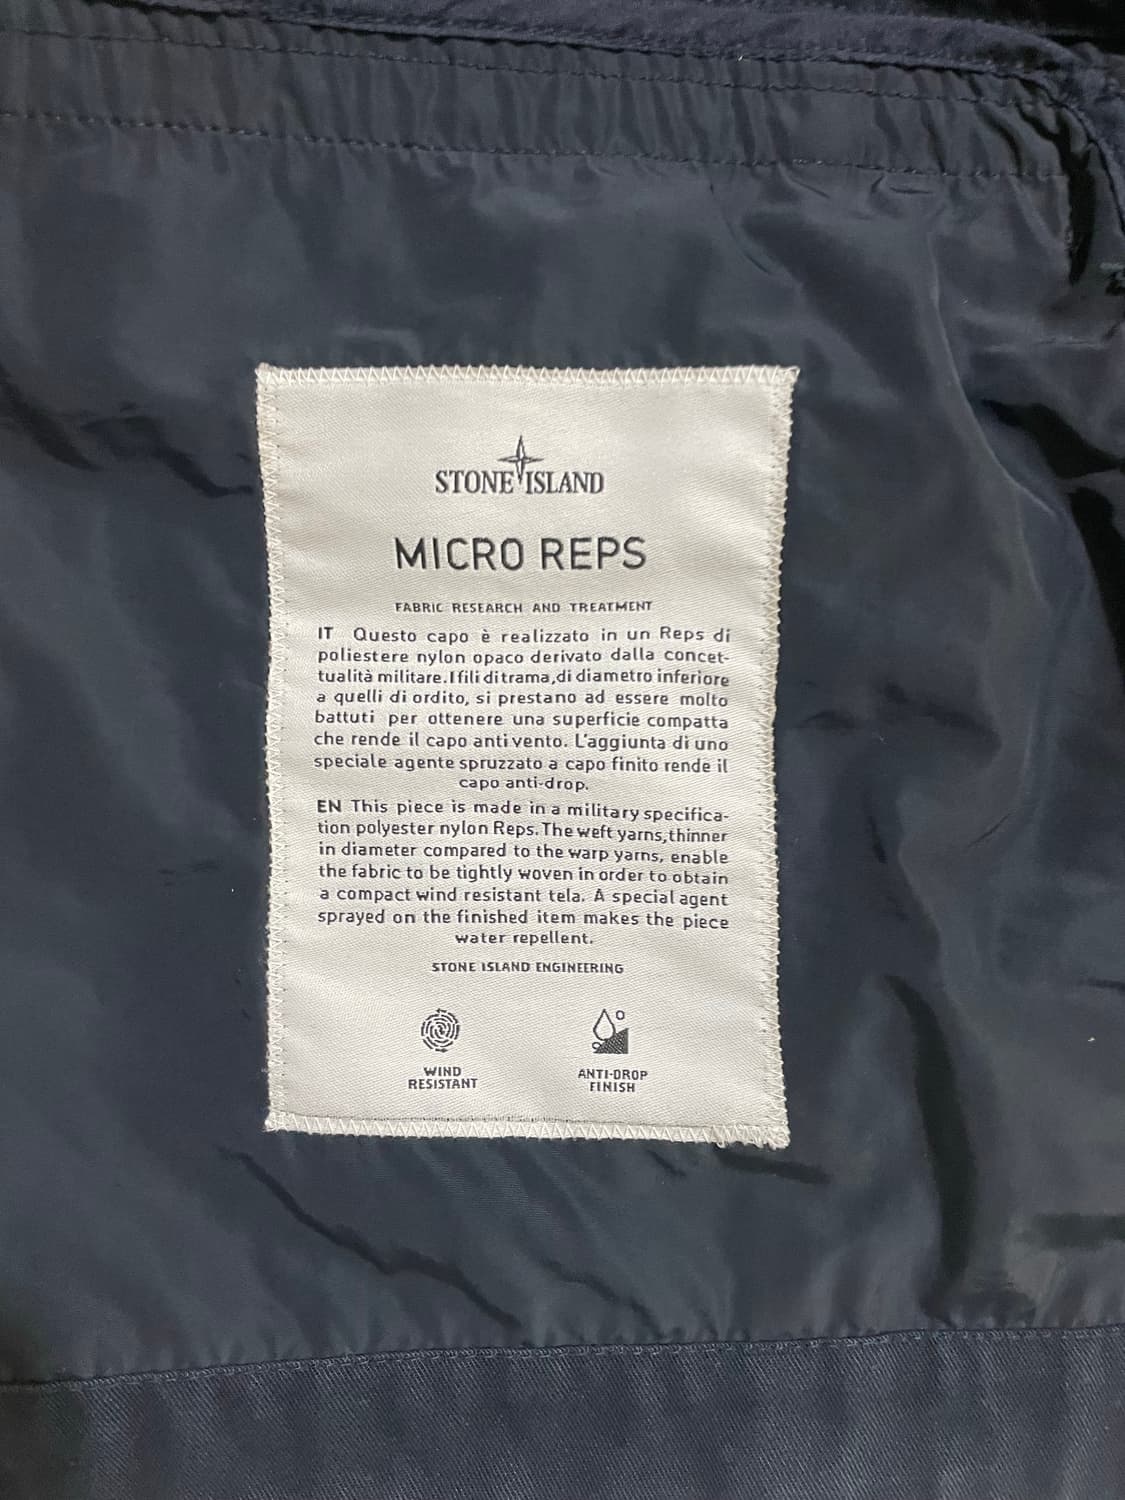 STONE ISLAND
MICRO REPS
FABRIC RESEARCH AND TREATMENT
IT Questo capo è realizzato in un Reps di
poliestere nylon opaco derivato dalla concet-
tualità militare. I fili di trama, di diametro inferiore
a quelli di ordito, si prestano ad essere molto
battuti per ottenere una superficie compatta
che rende il capo anti vento. L'aggiunta di uno
speciale agente spruzzato a capo finito rende il
capo anti-drop.
EN This piece is made in a military specifica-
tion polyester nylon Reps. The weft yarns, thinner
in diameter compared to the warp yarns, enable
the fabric to be tightly woven in order to obtain
a compact wind resistant tela. A special agent
sprayed on the finished item makes the piece
water repellent.
STONE ISLAND ENGINEERING
WIND
RESISTANT
ANTI-DROP
FINISH